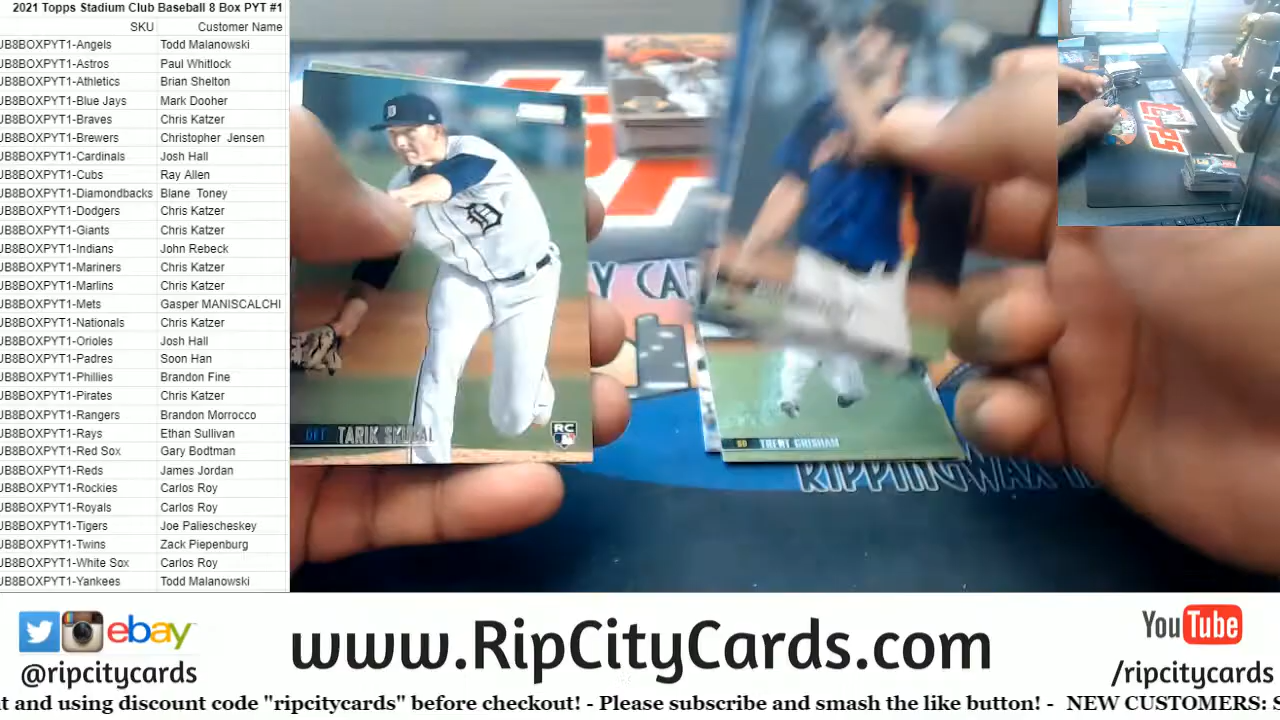 2021 Topps Stadium Club Baseball 8 Box PYT #1
SKU Customer Name
JB8BOXPYT1-Angels Todd Malanowski
JB8BOXPYT1-Astros Paul Whitlock
JB8BOXPYT1-Athletics Brian Shelton
JB8BOXPYT1-Blue Jays Mark Dooher
JB8BOXPYT1-Braves Chris Katzer
JB8BOXPYT1-Brewers Christopher Jensen
JB8BOXPYT1-Cardinals Josh Hall
JB8BOXPYT1-Cubs Ray Allen
JB8BOXPYT1-Diamondbacks Blane Toney
JB8BOXPYT1-Dodgers Chris Katzer
JB8BOXPYT1-Giants Chris Katzer
JB8BOXPYT1-Indians John Rebeck
JB8BOXPYT1-Mariners Chris Katzer
JB8BOXPYT1-Marlins Chris Katzer
JB8BOXPYT1-Mets Gasper MANISCALCHI
JB8BOXPYT1-Nationals Chris Katzer
JB8BOXPYT1-Orioles Josh Hall
JB8BOXPYT1-Padres Soon Han
JB8BOXPYT1-Phillies Brandon Fine
JB8BOXPYT1-Pirates Chris Katzer
JB8BOXPYT1-Rangers Brandon Morrocco
JB8BOXPYT1-Rays Ethan Sullivan
JB8BOXPYT1-Red Sox Gary Bodtman
JB8BOXPYT1-Reds James Jordan
JB8BOXPYT1-Rockies Carlos Roy
JB8BOXPYT1-Royals Carlos Roy
JB8BOXPYT1-Tigers Joe Paliescheskey
JB8BOXPYT1-Twins Zack Piepenburg
JB8BOXPYT1-White Sox Carlos Roy
JB8BOXPYT1-Yankees Todd Malanowski
D
DET TARIK SKUBAL
RC
SD TRENT GRISHAM
Y CA
RIPPINGWAX
ebay
@ripcitycards
www.RipCityCards.com
YouTube
/ripcitycards
t and using discount code "ripcitycards" before checkout! - Please subscribe and smash the like button! - NEW CUSTOMERS: S